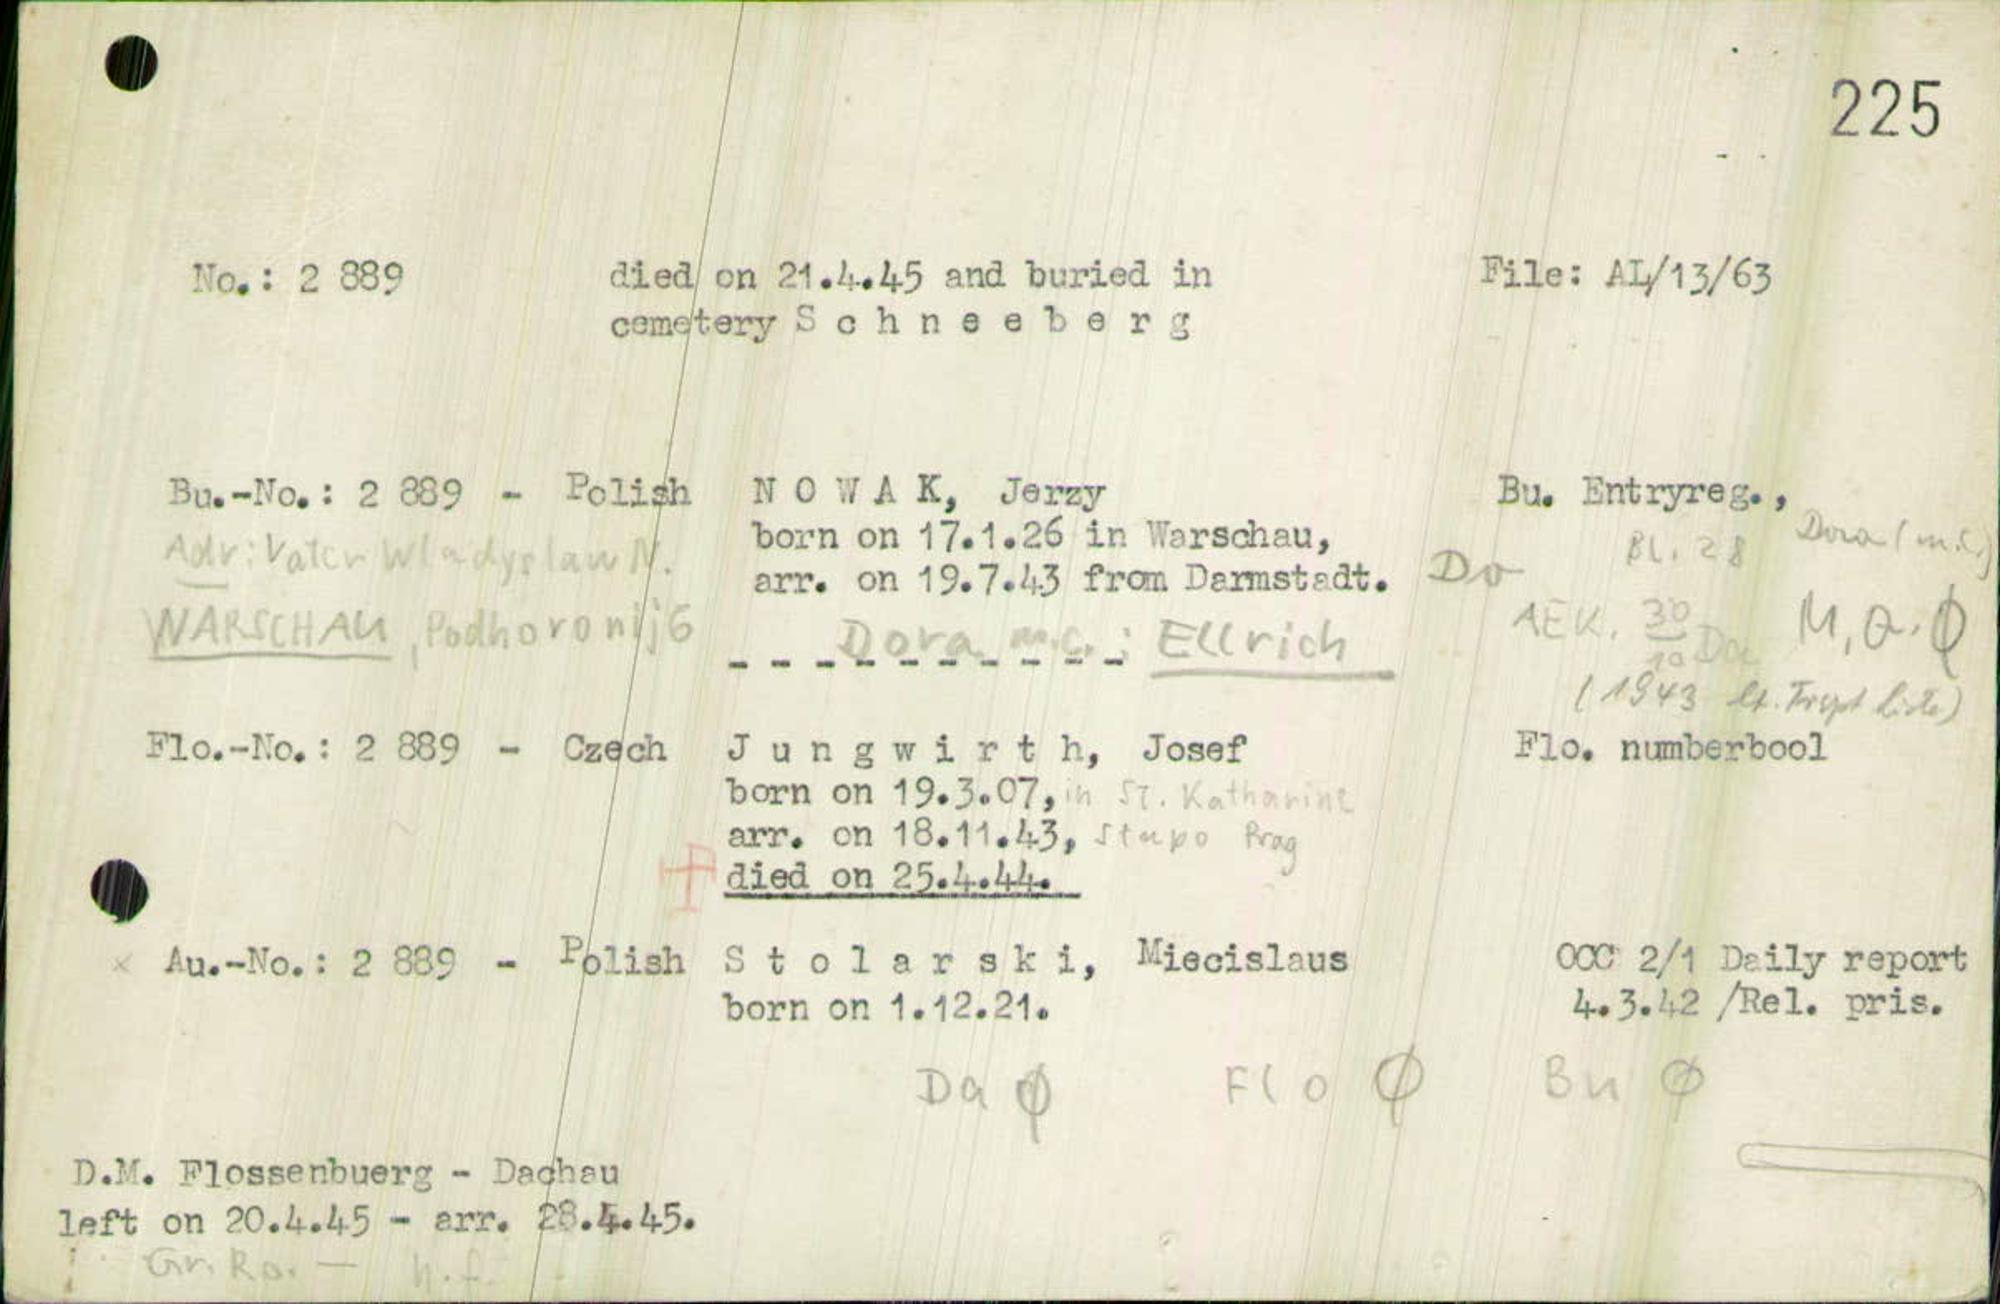 225
No.: 2 889 died on 21.4.45 and buried in File: AL/13/63
cemetery S c h n e e b e r g
Bu.-No.: 2 889 - Polish N O W A K, Jerzy Bu. Entryreg.,
born on 17.1.26 in Warschau,
Adr: Vater Wladyslaw N. Bl. 28 Dora (m.c.)
arr. on 19.7.43 from Darmstadt. Do
WARSCHAU, Dora m.c.: Ellrich AEK. 30/10 Da M,Q. ∅
- - - - - - - - - -
(1943 lt. Trspt Liste)
Flo.-No.: 2 889 - Czech J u n g w i r t h, Josef Flo. numberbool
born on 19.3.07, in St. Katharine
arr. on 18.11.43, Stapo Prag
died on 25.4.44.
x Au.-No.: 2 889 - Polish S t o l a r s k i, Miecislaus OCC 2/1 Daily report
born on 1.12.21. 4.3.42 /Rel. pris.
Da ∅ Flo ∅ Bu ∅
D.M. Flossenbuerg - Dachau
left on 20.4.45 - arr. 28.4.45.
Gr. Ro. - n.f.